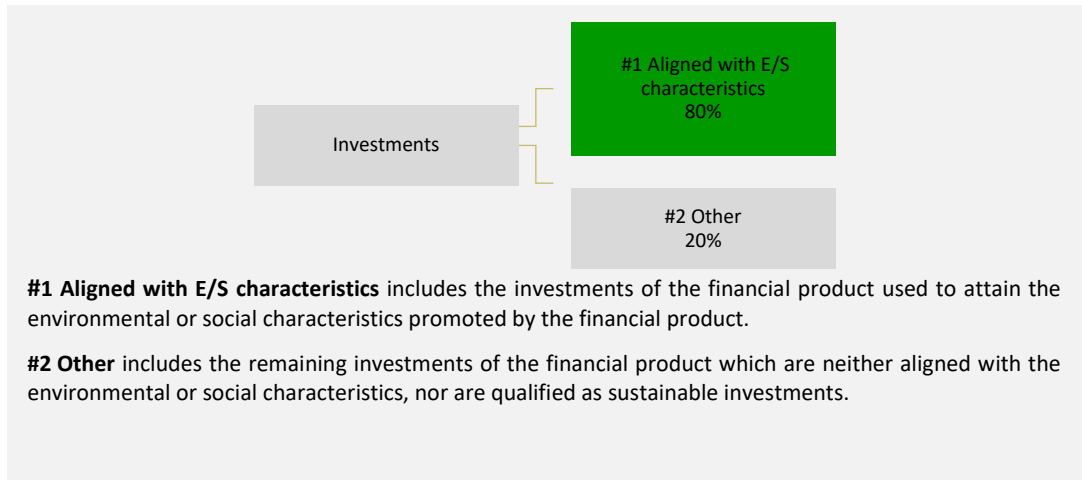 #1 Aligned with E/S
characteristics
80%
Investments
#2 Other
20%
#1 Aligned with E/S characteristics includes the investments of the financial product used to attain the
environmental or social characteristics promoted by the financial product.
#2 Other includes the remaining investments of the financial product which are neither aligned with the
environmental or social characteristics, nor are qualified as sustainable investments.